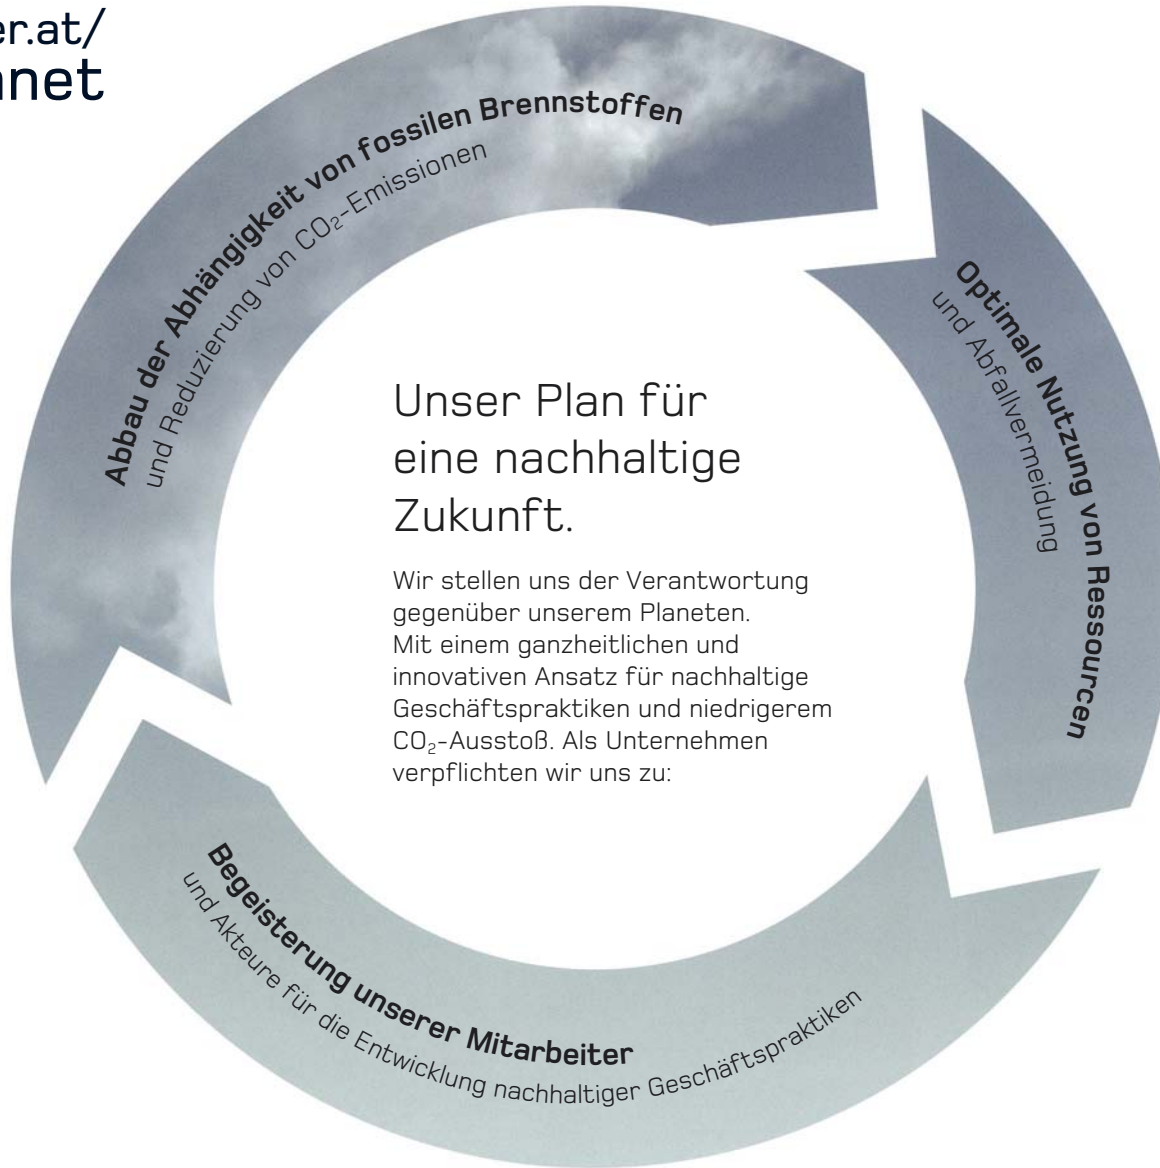 er.at/
net
Abbau der Abhängigkeit von fossilen Brennstoffen
und Reduzierung von CO₂-Emissionen
Optimale Nutzung von Ressourcen
und Abfallvermeidung
Unser Plan für
eine nachhaltige
Zukunft.
Wir stellen uns der Verantwortung
gegenüber unserem Planeten.
Mit einem ganzheitlichen und
innovativen Ansatz für nachhaltige
Geschäftspraktiken und niedrigerem
CO₂-Ausstoß. Als Unternehmen
verpflichten wir uns zu:
Begeisterung unserer Mitarbeiter
und Akteure für die Entwicklung nachhaltiger Geschäftspraktiken